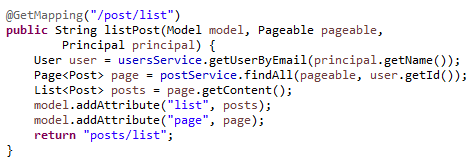 @GetMapping("/post/list")
public String listPost(Model model, Pageable pageable,
        Principal principal) {
    User user = usersService.getUserByEmail(principal.getName());
    Page<Post> page = postService.findAll(pageable, user.getId());
    List<Post> posts = page.getContent();
    model.addAttribute("list", posts);
    model.addAttribute("page", page);
    return "posts/list";
}